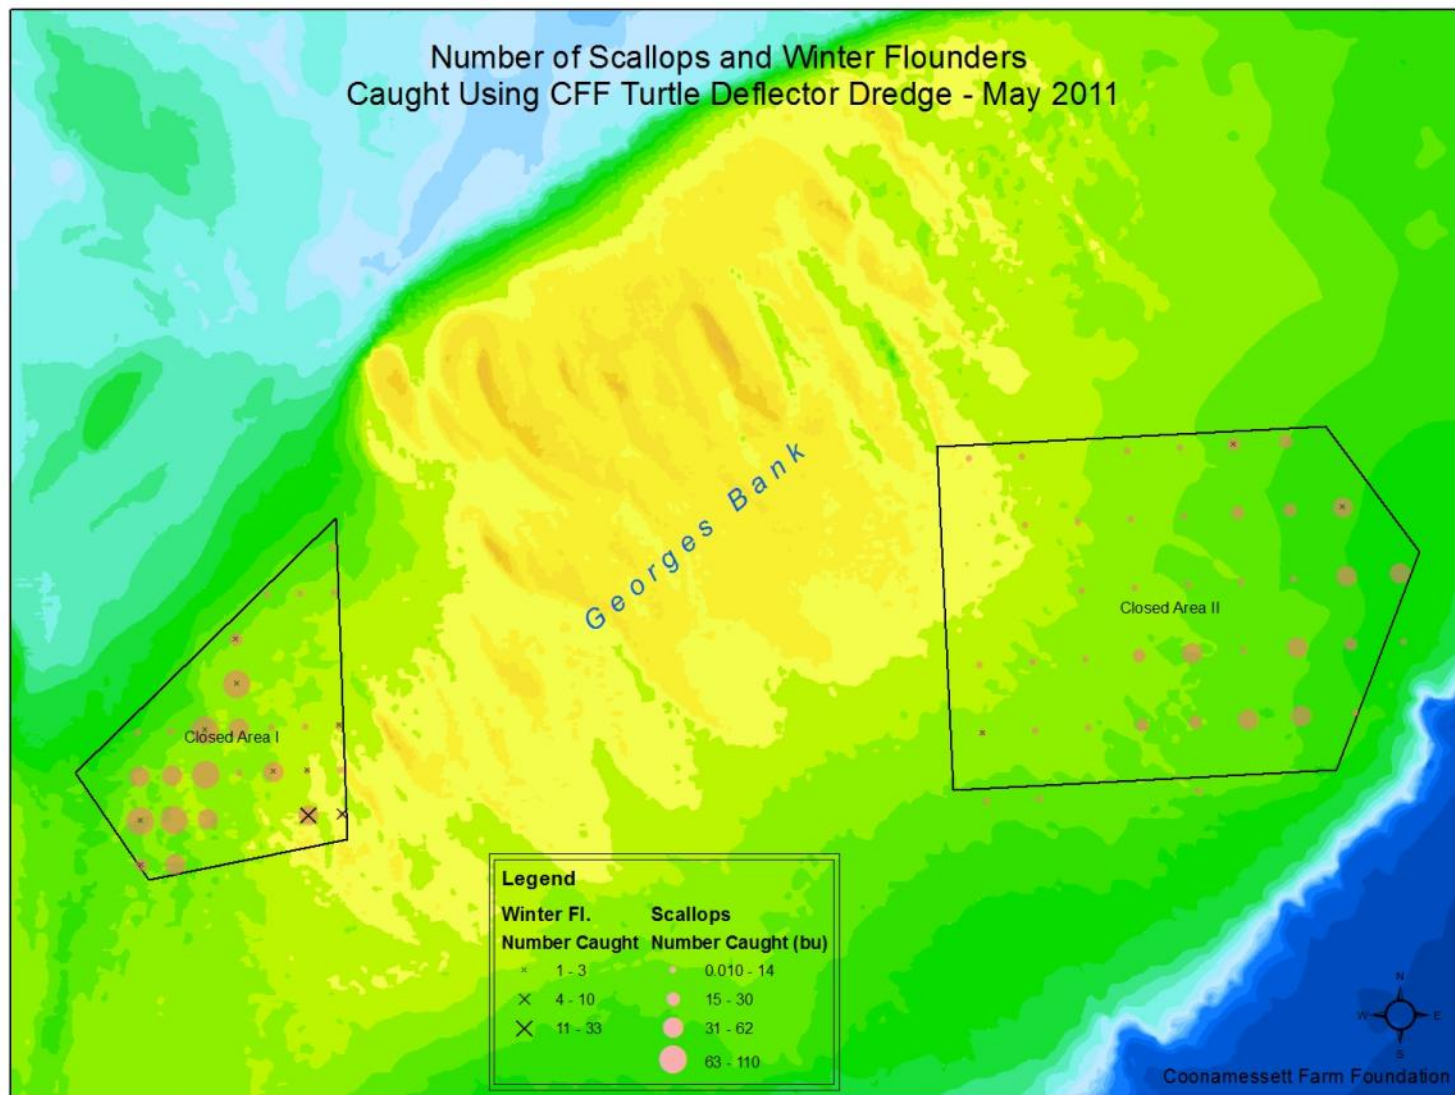 Number of Scallops and Winter Flounders
Caught Using CFF Turtle Deflector Dredge - May 2011
Georges Bank
Closed Area II
Closed Area I
Legend
Winter Fl. Scallops
Number Caught Number Caught (bu)
1 - 3 0.010 - 14
4 - 10 15 - 30
11 - 33 31 - 62
63 - 110
N
W E
S
Coonamessett Farm Foundation